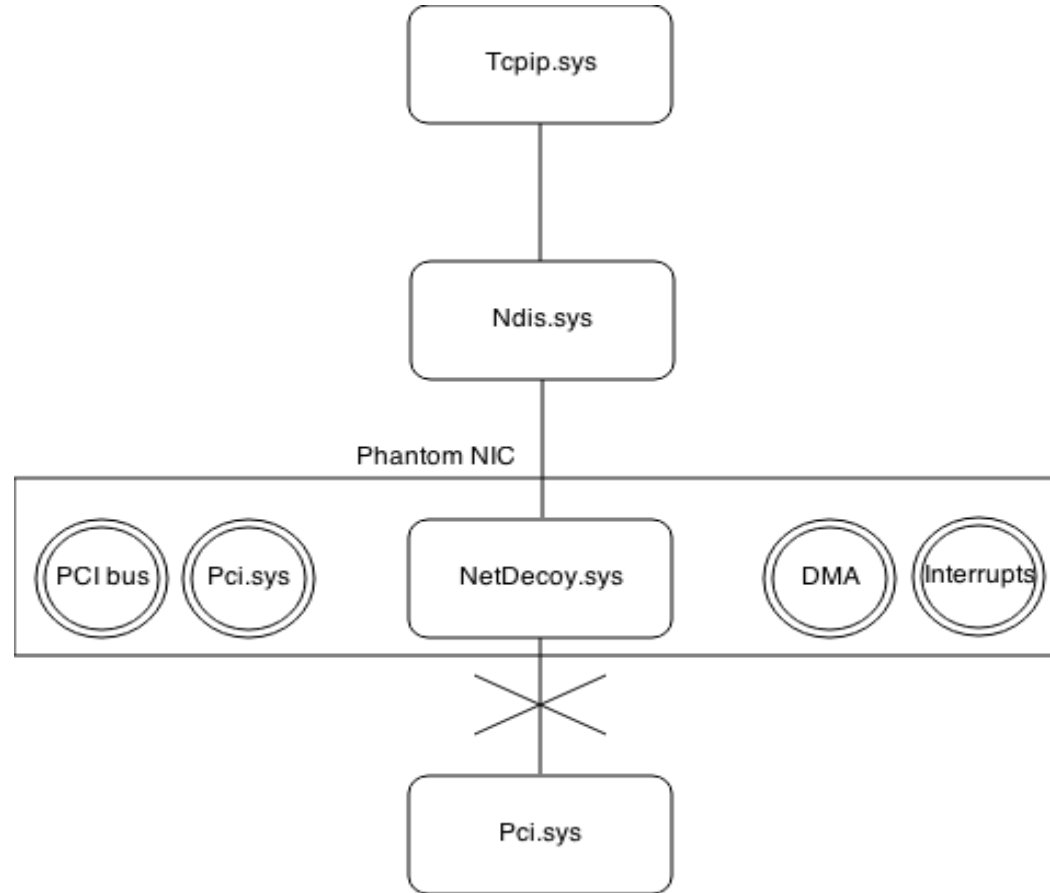 Tcpip.sys
Ndis.sys
Phantom NIC
PCI bus
Pci.sys
NetDecoy.sys
DMA
Interrupts
Pci.sys